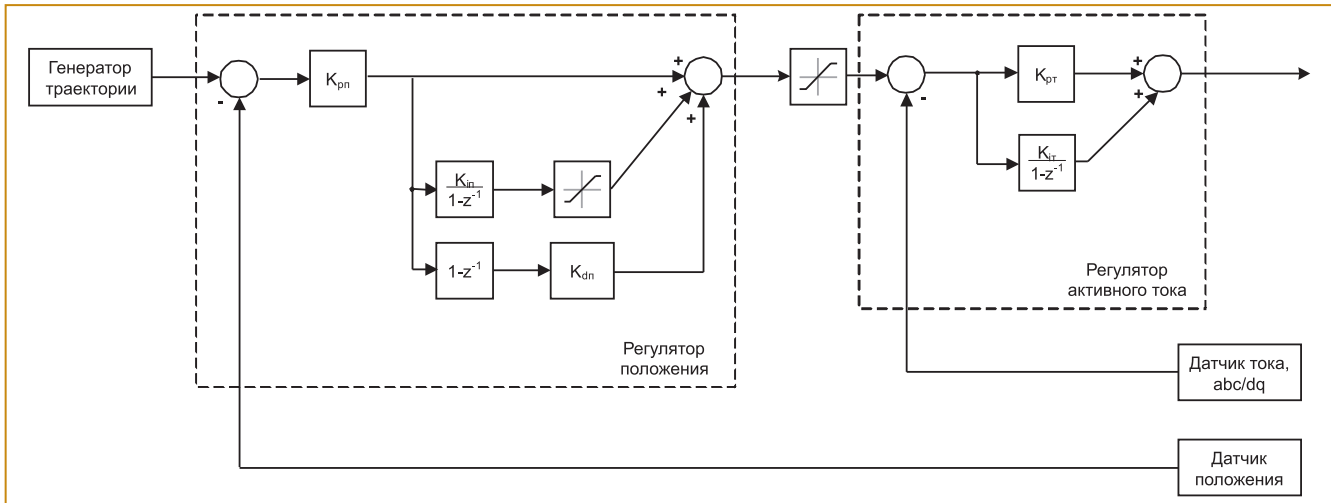 Генератор
траектории
-
Kрп
+
+
+
Kiп
1-z⁻¹
1-z⁻¹
Kdп
Регулятор
положения
-
Kрт
+
+
Kiт
1-z⁻¹
Регулятор
активного тока
Датчик тока,
abc/dq
Датчик
положения